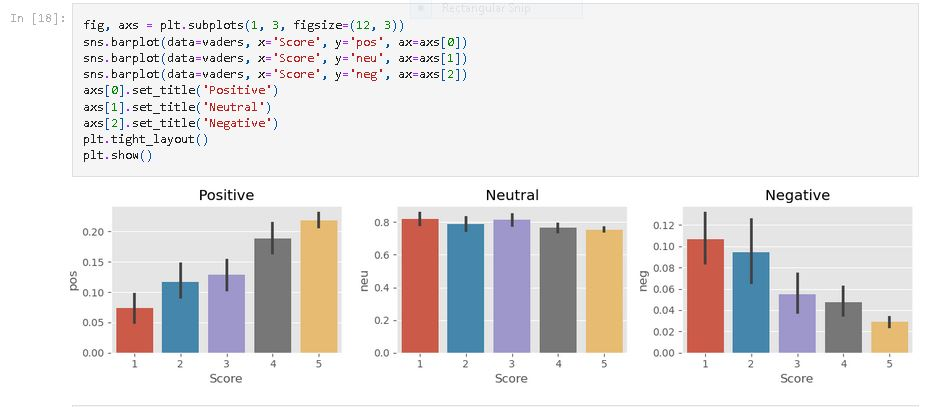 Rectangular Snip
In [18]:
fig, axs = plt.subplots(1, 3, figsize=(12, 3))
sns.barplot(data=vaders, x='Score', y='pos', ax=axs[0])
sns.barplot(data=vaders, x='Score', y='neu', ax=axs[1])
sns.barplot(data=vaders, x='Score', y='neg', ax=axs[2])
axs[0].set_title('Positive')
axs[1].set_title('Neutral')
axs[2].set_title('Negative')
plt.tight_layout()
plt.show()
Positive
0.20
0.15
0.10
0.05
0.00
pos
1 2 3 4 5
Score
Neutral
0.8
0.6
0.4
0.2
0.0
neu
1 2 3 4 5
Score
Negative
0.12
0.10
0.08
0.06
0.04
0.02
0.00
neg
1 2 3 4 5
Score